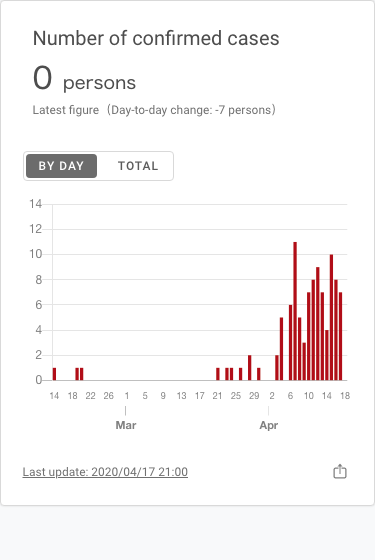 Number of confirmed cases
0 persons
Latest figure（Day-to-day change: -7 persons）
BY DAY TOTAL
14
12
10
8
6
4
2
0
14 18 22 26 1 5 9 13 17 21 25 29 2 6 10 14 18
Mar Apr
Last update: 2020/04/17 21:00